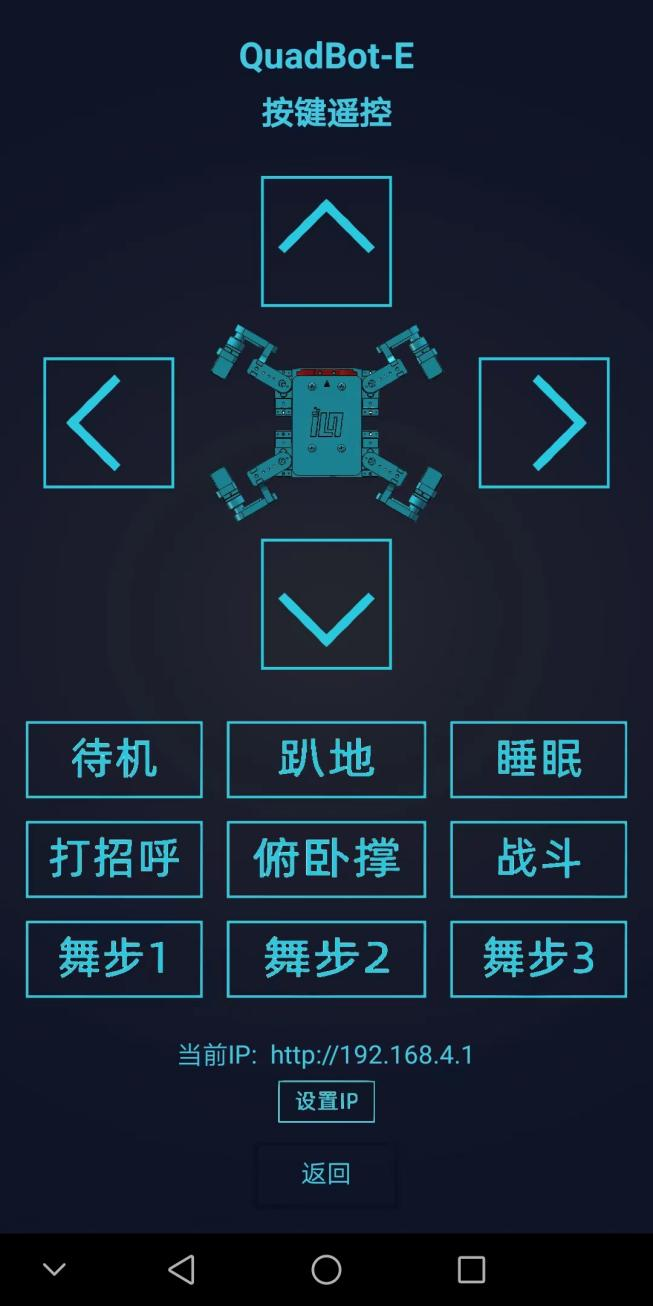 QuadBot-E
按键遥控
待机 趴地 睡眠
打招呼 俯卧撑 战斗
舞步1 舞步2 舞步3
当前IP: http://192.168.4.1
设置IP
返回